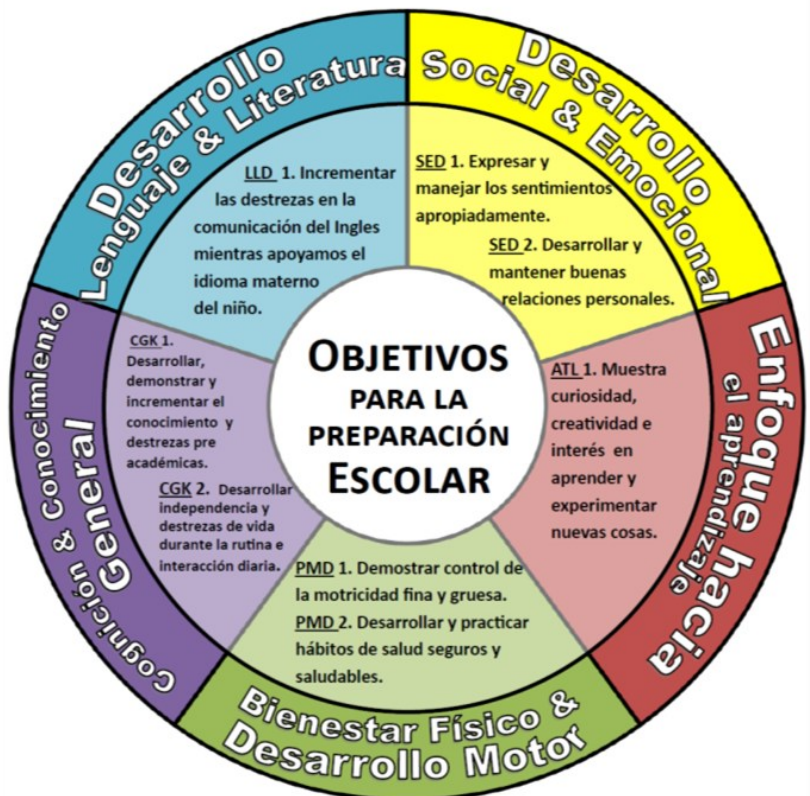 OBJETIVOS
PARA LA
PREPARACIÓN
ESCOLAR
Desarrollo
Lenguaje & Literatura
LLD 1. Incrementar
las destrezas en la
comunicación del Ingles
mientras apoyamos el
idioma materno
del niño.
Desarrollo
Social & Emocional
SED 1. Expresar y
manejar los sentimientos
apropiadamente.
SED 2. Desarrollar y
mantener buenas
relaciones personales.
Enfoque hacia
el aprendizaje
ATL 1. Muestra
curiosidad,
creatividad e
interés en
aprender y
experimentar
nuevas cosas.
Bienestar Físico &
Desarrollo Motor
PMD 1. Demostrar control de
la motricidad fina y gruesa.
PMD 2. Desarrollar y practicar
hábitos de salud seguros y
saludables.
Cognición & Conocimiento
General
CGK 1.
Desarrollar,
demonstrar y
incrementar el
conocimiento y
destrezas pre
académicas.
CGK 2. Desarrollar
independencia y
destrezas de vida
durante la rutina e
interacción diaria.